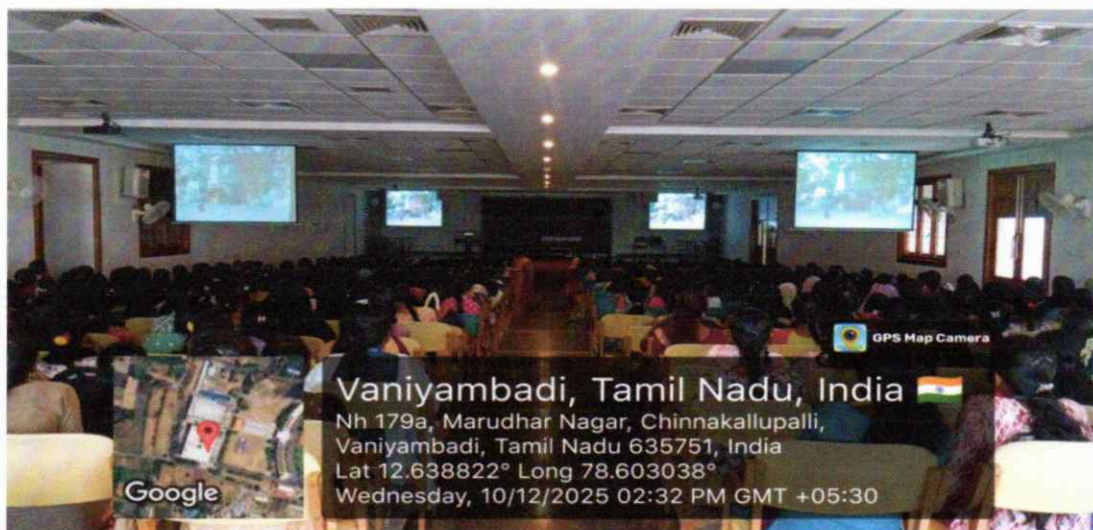 GPS Map Camera
Vaniyambadi, Tamil Nadu, India
Nh 179a, Marudhar Nagar, Chinnakallupalli,
Vaniyambadi, Tamil Nadu 635751, India
Lat 12.638822° Long 78.603038°
Wednesday, 10/12/2025 02:32 PM GMT +05:30
Google